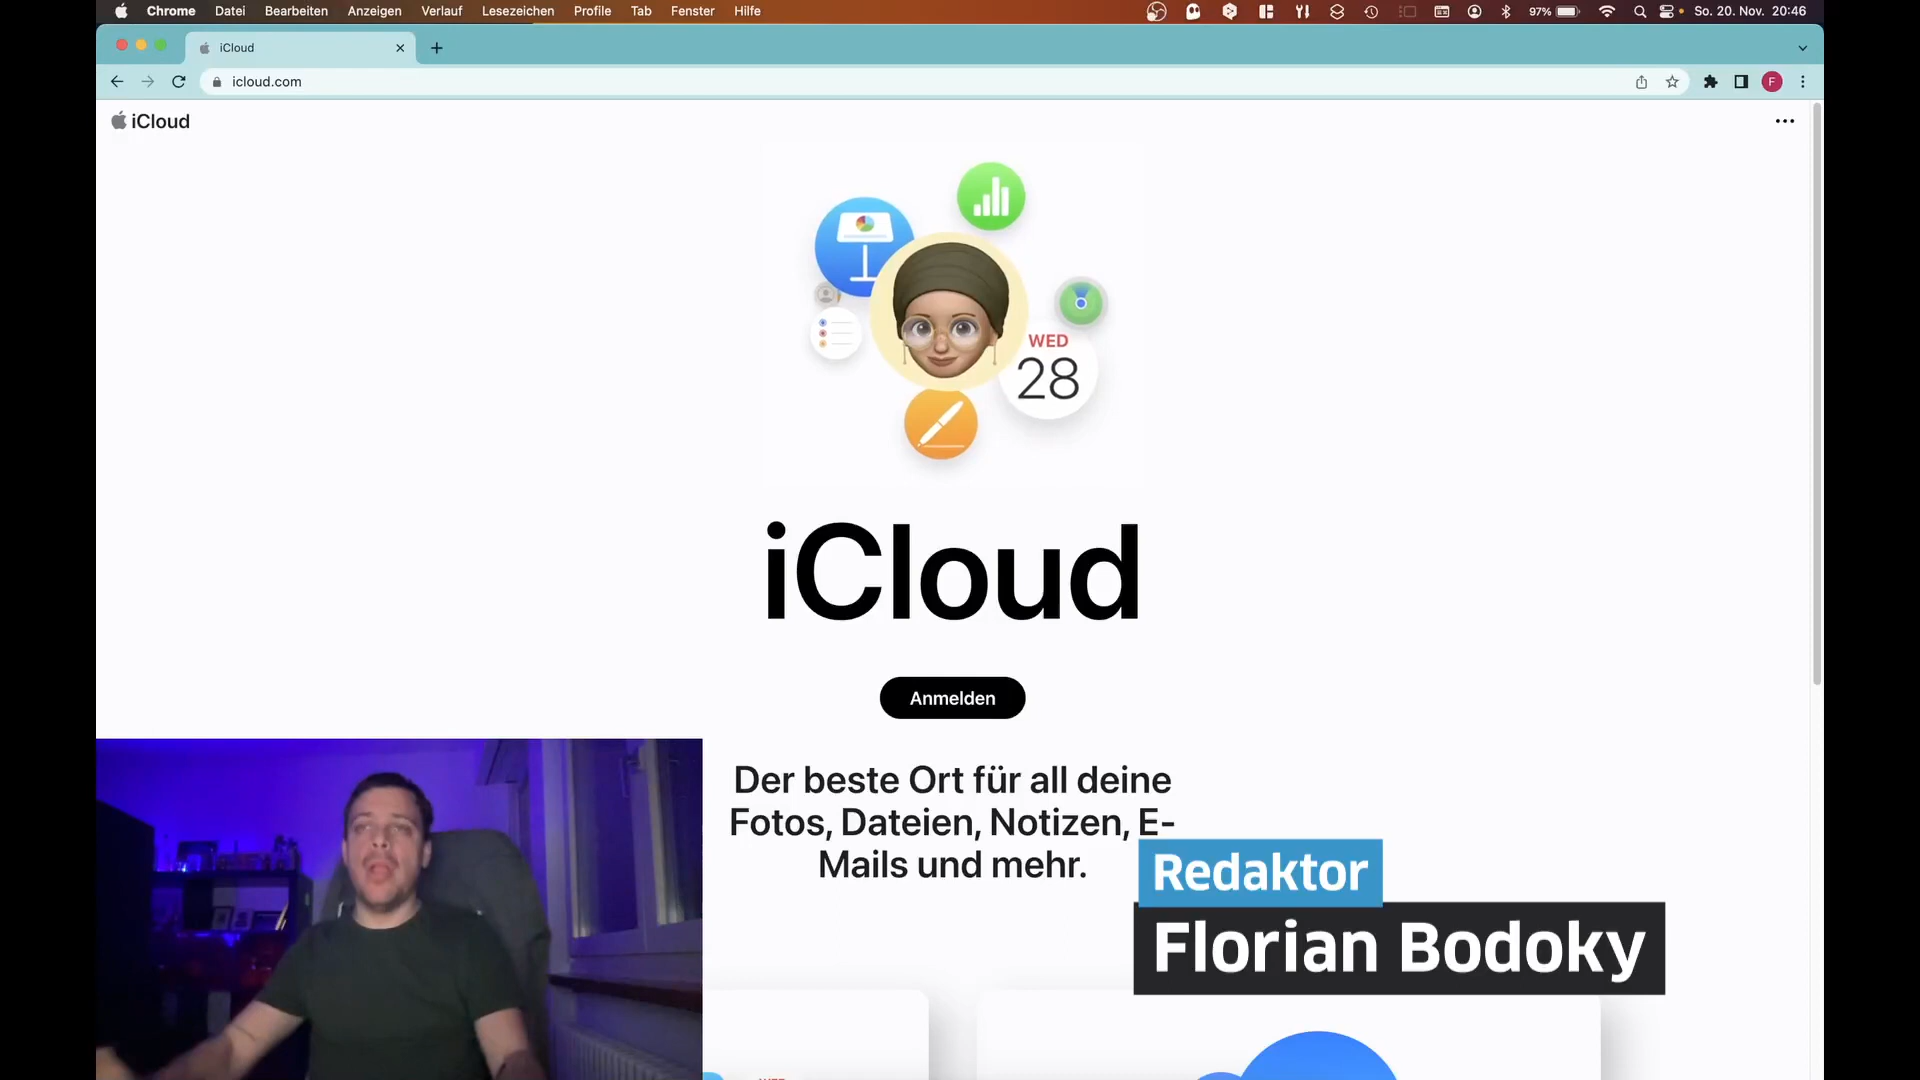 Chrome Datei Bearbeiten Anzeigen Verlauf Lesezeichen Profile Tab Fenster Hilfe 97% So. 20. Nov. 20:46
iCloud
icloud.com
F
iCloud
WED
28
iCloud
Anmelden
Der beste Ort für all deine
Fotos, Dateien, Notizen, E-
Mails und mehr.
Redaktor
Florian Bodoky